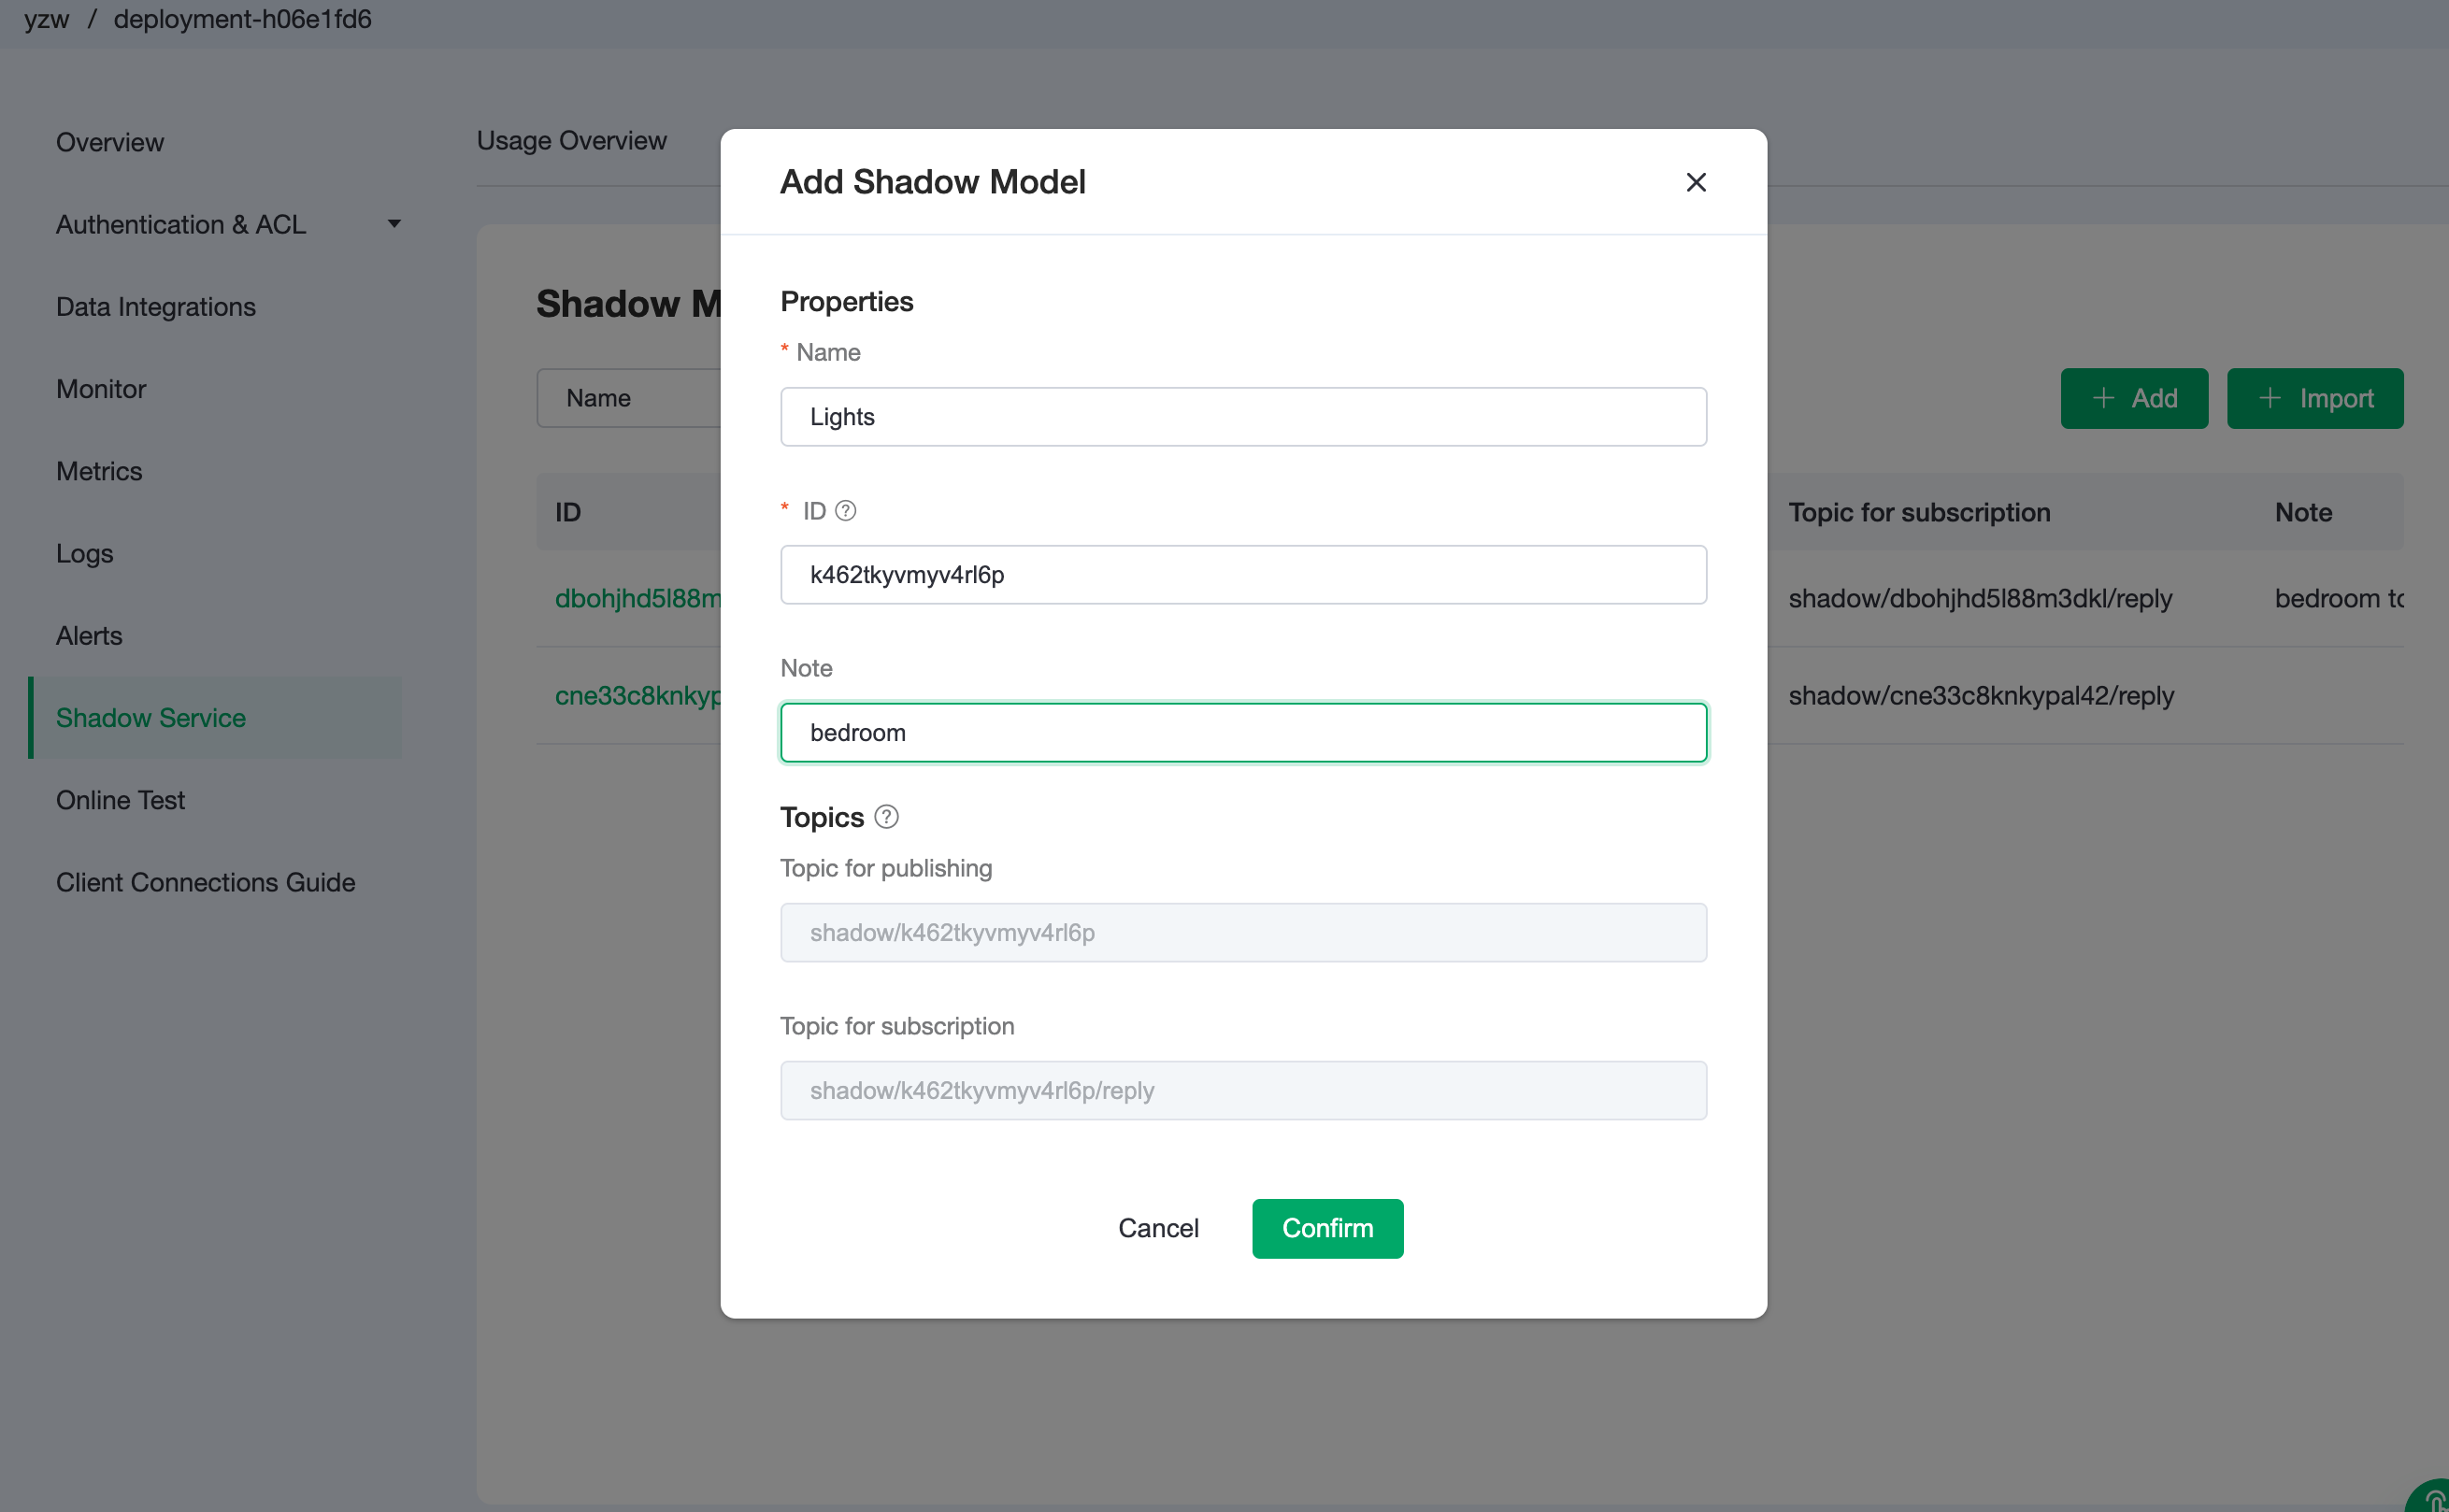 yzw / deployment-h06e1fd6
Overview
Authentication & ACL
Data Integrations
Monitor
Metrics
Logs
Alerts
Shadow Service
Online Test
Client Connections Guide
Usage Overview
Shadow M
Name
Add
Import
ID
Topic for subscription
Note
dbohjhd5l88m
shadow/dbohjhd5l88m3dkl/reply
bedroom to
cne33c8knkyp
shadow/cne33c8knkypal42/reply
Add Shadow Model
Properties
* Name
Lights
* ID
k462tkyvmyv4rl6p
Note
bedroom
Topics
Topic for publishing
shadow/k462tkyvmyv4rl6p
Topic for subscription
shadow/k462tkyvmyv4rl6p/reply
Cancel
Confirm